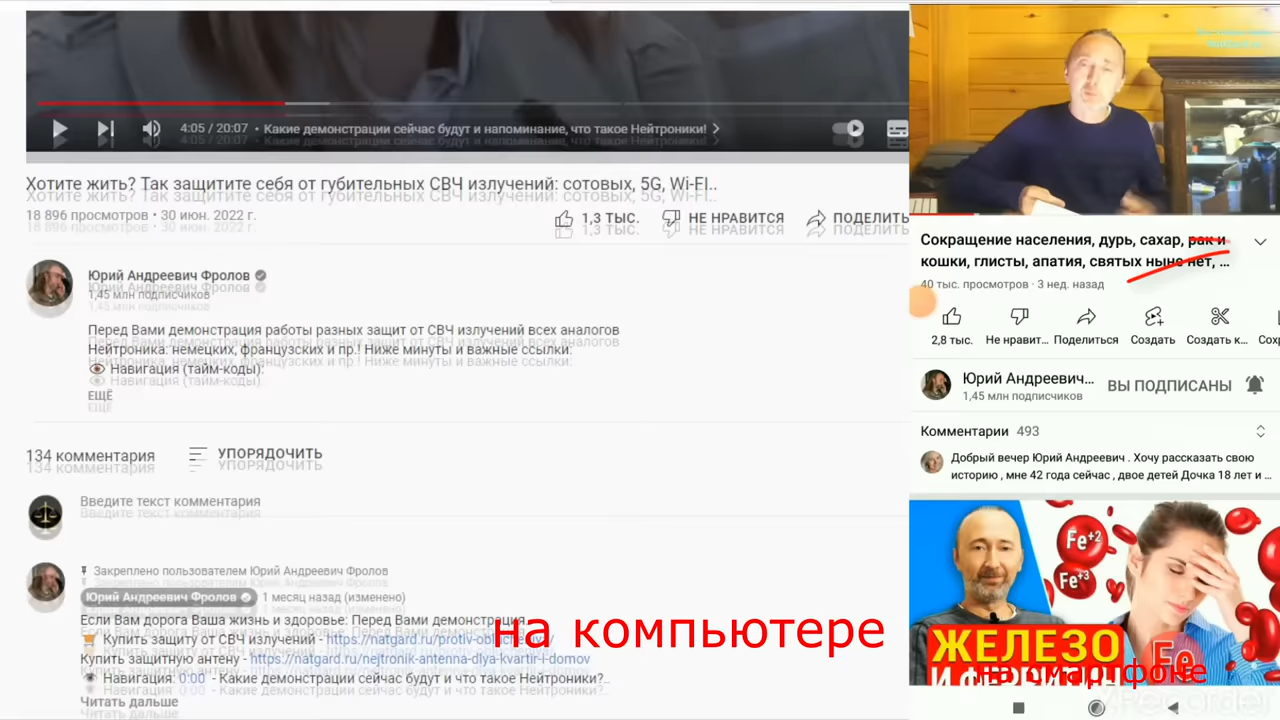 4:05 / 20:07 • Какие демонстрации сейчас будут и напоминание, что такое Нейтроники!
Хотите жить? Так защитите себя от губительных СВЧ излучений: сотовых, 5G, Wi-FI..
18 896 просмотров • 30 июн. 2022 г.
1,3 ТЫС. НЕ НРАВИТСЯ ПОДЕЛИТЬ
Юрий Андреевич Фролов
1,45 млн подписчиков
Перед Вами демонстрация работы разных защит от СВЧ излучений всех аналогов
Нейтроника: немецких, французских и пр.! Ниже минуты и важные ссылки:
Навигация (тайм-коды):
ЕЩЁ
134 комментария УПОРЯДОЧИТЬ
Введите текст комментария
Закреплено пользователем Юрий Андреевич Фролов
Юрий Андреевич Фролов 1 месяц назад (изменено)
Если Вам дорога Ваша жизнь и здоровье: Перед Вами демонстрация..
Купить защиту от СВЧ излучений -
Купить защитную антену - https://natgard.ru/nejtronik-antenna-dlya-kvartir-i-domov
Навигация: 0:00 - Какие демонстрации сейчас будут и что такое Нейтроники?..
Читать дальше
на компьютере
Сокращение населения, дурь, сахар, рак и
кошки, глисты, апатия, святых ныне нет, ...
40 тыс. просмотров · 3 нед. назад
2,8 тыс. Не нравит... Поделиться Создать Создать к... Сохр
Юрий Андреевич... ВЫ ПОДПИСАНЫ
1,45 млн подписчиков
Комментарии 493
Добрый вечер Юрий Андреевич . Хочу рассказать свою
историю , мне 42 года сейчас , двое детей Дочка 18 лет и ...
Fe+2
Fe+3
ЖЕЛЕЗО
Fe